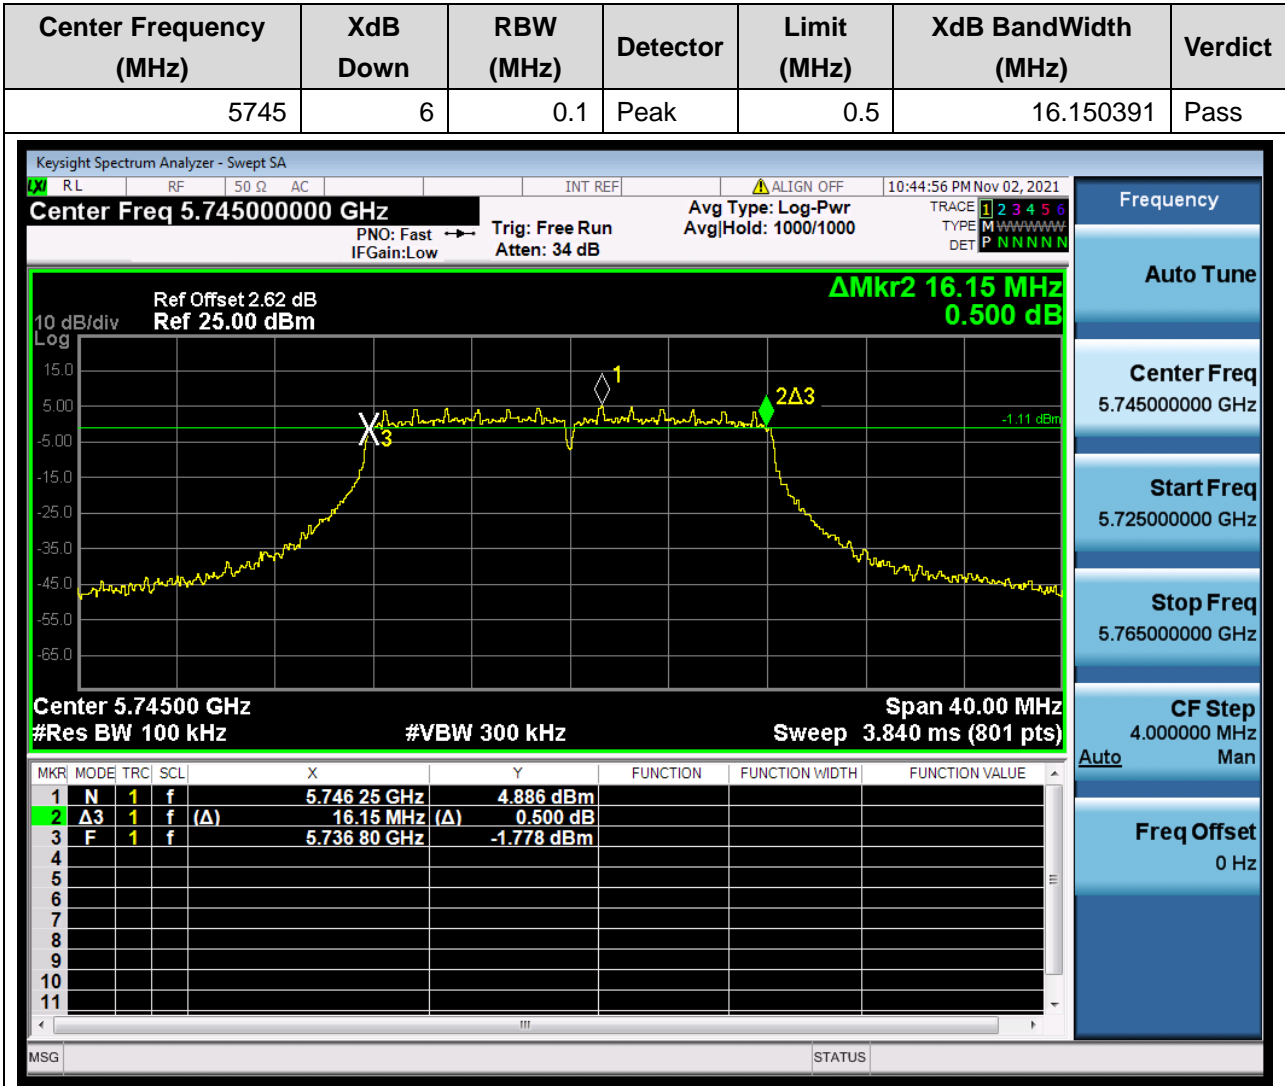 Center Frequency (MHz) XdB Down RBW (MHz) Detector Limit (MHz) XdB BandWidth (MHz) Verdict
5745 6 0.1 Peak 0.5 16.150391 Pass
Keysight Spectrum Analyzer - Swept SA
LXI RL RF 50 Ω AC INT REF ALIGN OFF 10:44:56 PM Nov 02, 2021
Center Freq 5.745000000 GHz
PNO: Fast
IFGain:Low
Trig: Free Run
Atten: 34 dB
Avg Type: Log-Pwr
Avg|Hold: 1000/1000
TRACE 1 2 3 4 5 6
TYPE M WWWWW
DET P N N N N N
ΔMkr2 16.15 MHz
0.500 dB
Ref Offset 2.62 dB
10 dB/div Ref 25.00 dBm
Log
15.0
5.00
-5.00
-15.0
-25.0
-35.0
-45.0
-55.0
-65.0
1
2Δ3
3
-1.11 dBm
Center 5.74500 GHz Span 40.00 MHz
#Res BW 100 kHz #VBW 300 kHz Sweep 3.840 ms (801 pts)
MKR MODE TRC SCL X Y FUNCTION FUNCTION WIDTH FUNCTION VALUE
1 N 1 f 5.746 25 GHz 4.886 dBm
2 Δ3 1 f (Δ) 16.15 MHz (Δ) 0.500 dB
3 F 1 f 5.736 80 GHz -1.778 dBm
4
5
6
7
8
9
10
11
MSG STATUS
Frequency
Auto Tune
Center Freq
5.745000000 GHz
Start Freq
5.725000000 GHz
Stop Freq
5.765000000 GHz
CF Step
4.000000 MHz
Auto Man
Freq Offset
0 Hz